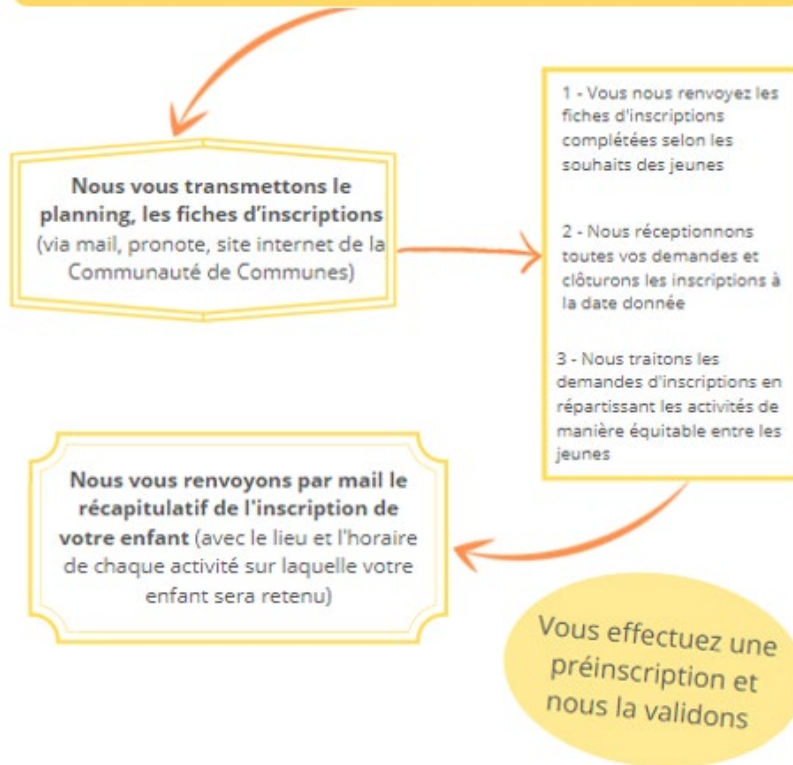 Nous vous transmettons le
planning, les fiches d'inscriptions
(via mail, pronote, site internet de la
Communauté de Communes)
1 - Vous nous renvoyez les
fiches d'inscriptions
complétées selon les
souhaits des jeunes
2 - Nous réceptionnons
toutes vos demandes et
clôturons les inscriptions à
la date donnée
3 - Nous traitons les
demandes d'inscriptions en
répartissant les activités de
manière équitable entre les
jeunes
Nous vous renvoyons par mail le
récapitulatif de l'inscription de
votre enfant (avec le lieu et l'horaire
de chaque activité sur laquelle votre
enfant sera retenu)
Vous effectuez une
préinscription et
nous la validons